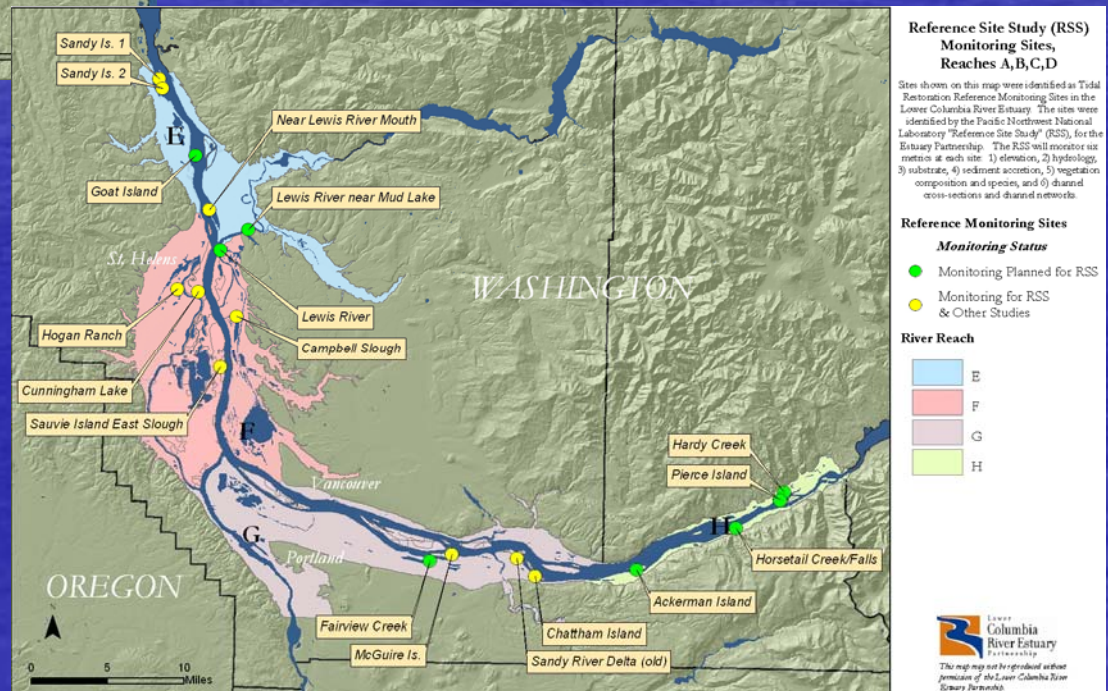 Sandy Is. 1
Sandy Is. 2
E
Near Lewis River Mouth
Goat Island
Lewis River near Mud Lake
St. Helens
WASHINGTON
Hogan Ranch
Lewis River
Campbell Slough
Cunningham Lake
Sauvie Island East Slough
F
Hardy Creek
Pierce Island
Vancouver
H
G
Portland
Horsetail Creek/Falls
OREGON
Ackerman Island
N
Fairview Creek
Chattham Island
McGuire Is.
Sandy River Delta (old)
0 5 10
Miles
Reference Site Study (RSS)
Monitoring Sites,
Reaches A,B,C,D
Sites shown on this map were identified as Tidal
Restoration Reference Monitoring Sites in the
Lower Columbia River Estuary. The sites were
identified by the Pacific Northwest National
Laboratory "Reference Site Study" (RSS), for the
Estuary Partnership. The RSS will monitor six
metrics at each site: 1) elevation, 2) hydrology,
3) substrate, 4) sediment accretion, 5) vegetation
composition and species, and 6) channel
cross-sections and channel networks.
Reference Monitoring Sites
Monitoring Status
Monitoring Planned for RSS
Monitoring for RSS
& Other Studies
River Reach
E
F
G
H
Lower
Columbia
River Estuary
Partnership
This map may not be reproduced without
permission of the Lower Columbia River
Estuary Partnership.